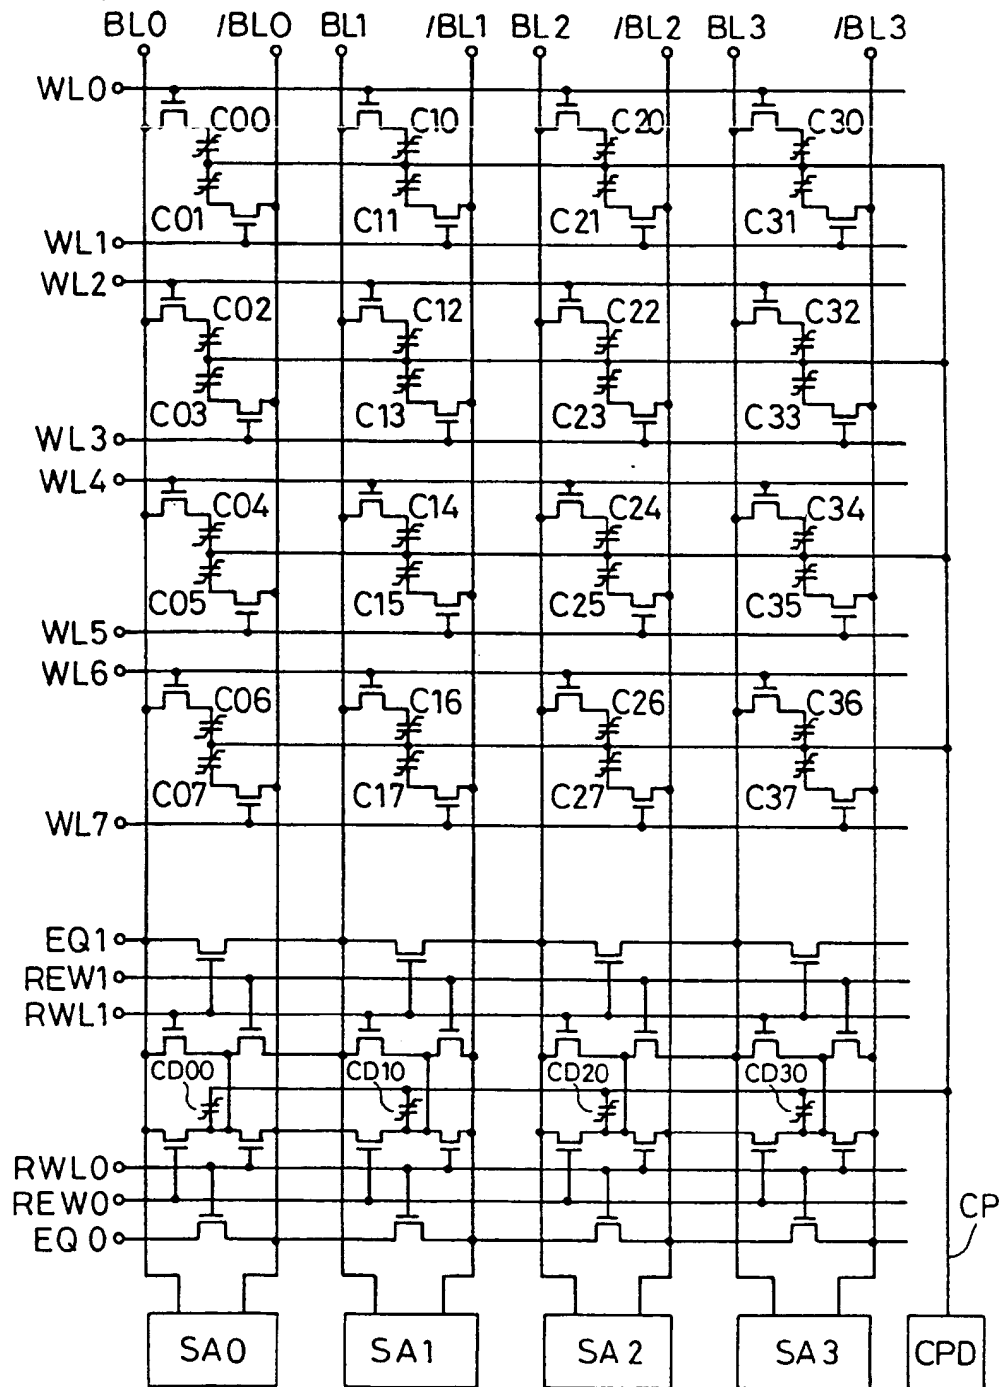 BL0 /BL0 BL1 /BL1 BL2 /BL2 BL3 /BL3
WL0
C00 C10 C20 C30
C01 C11 C21 C31
WL1
WL2
C02 C12 C22 C32
C03 C13 C23 C33
WL3
WL4
C04 C14 C24 C34
C05 C15 C25 C35
WL5
WL6
C06 C16 C26 C36
C07 C17 C27 C37
WL7
EQ1
REW1
RWL1
CD00 CD10 CD20 CD30
RWL0
REW0
CP
EQ0
SA0 SA1 SA2 SA3 CPD